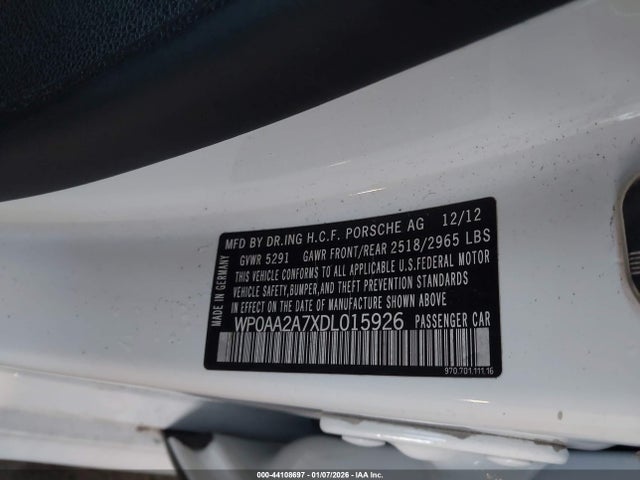 MFD BY DR.ING H.C.F. PORSCHE AG 12/12
GVWR 5291 GAWR FRONT/REAR 2518/2965 LBS
THIS VEHICLE CONFORMS TO ALL APPLICABLE U.S.FEDERAL MOTOR
VEHICLE SAFETY,BUMPER,AND THEFT PREVENTION STANDARDS
IN EFFECT ON THE DATE OF MANUFACTURE SHOWN ABOVE
WP0AA2A7XDL015926 PASSENGER CAR
MADE IN GERMANY
970.701.111.16
000-44108697 - 01/07/2026 - IAA Inc.